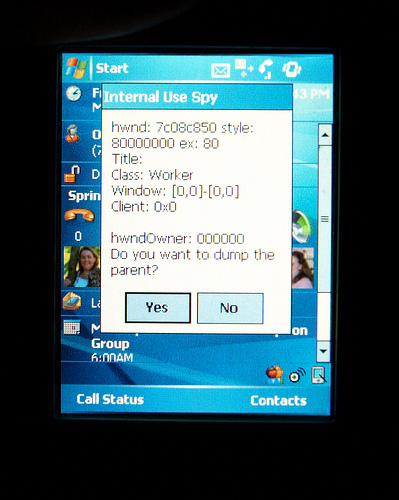 Start
43 PM
Internal Use Spy
hwnd: 7c08c850 style:
80000000 ex: 80
Title:
Class: Worker
Window: [0,0]-[0,0]
Client: 0x0
hwndOwner: 000000
Do you want to dump the
parent?
Yes
No
F
M
O
(7
D
Sprin
0
La
M
on
Group
6:00AM
Call Status
Contacts